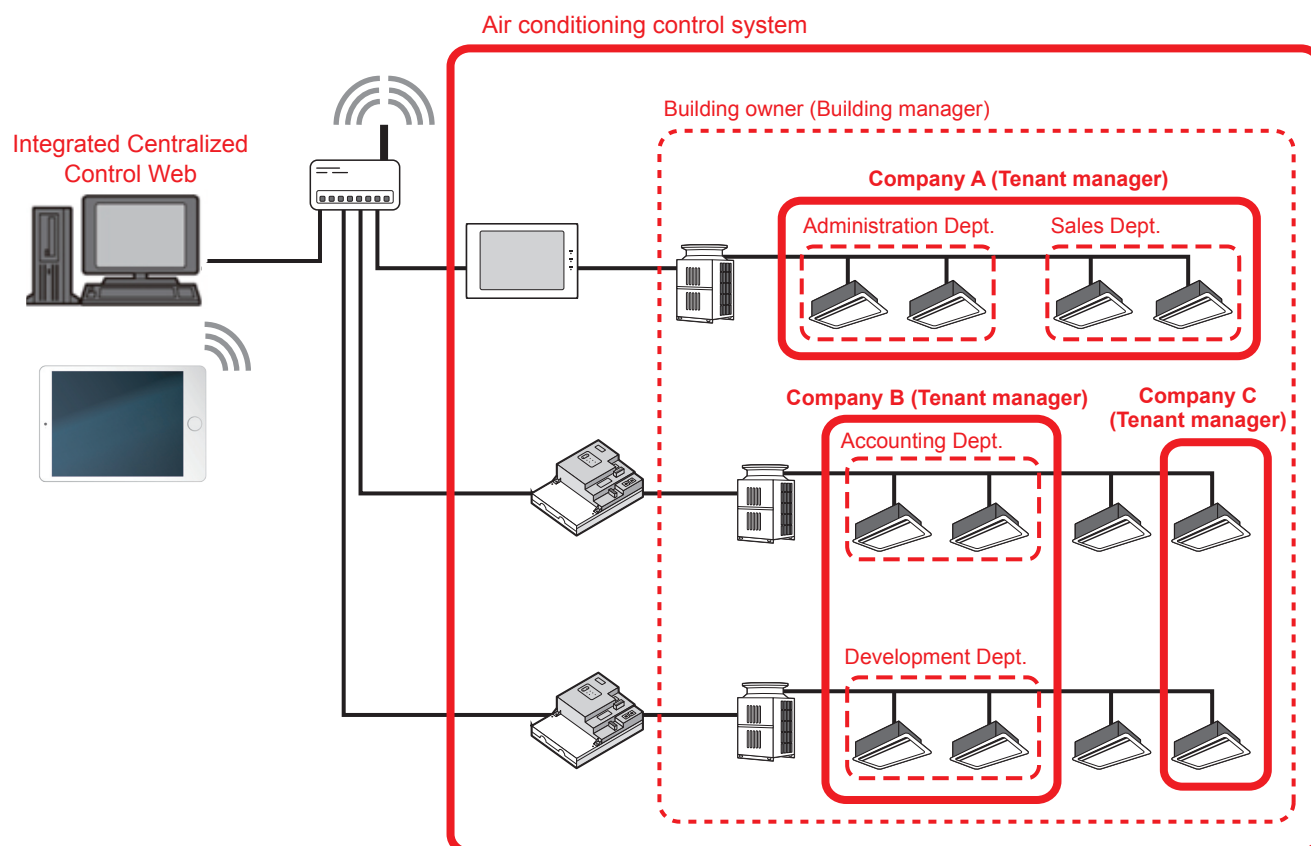 Air conditioning control system
Building owner (Building manager)
Integrated Centralized
Control Web
Company A (Tenant manager)
Administration Dept.
Sales Dept.
Company B (Tenant manager)
Company C
(Tenant manager)
Accounting Dept.
Development Dept.